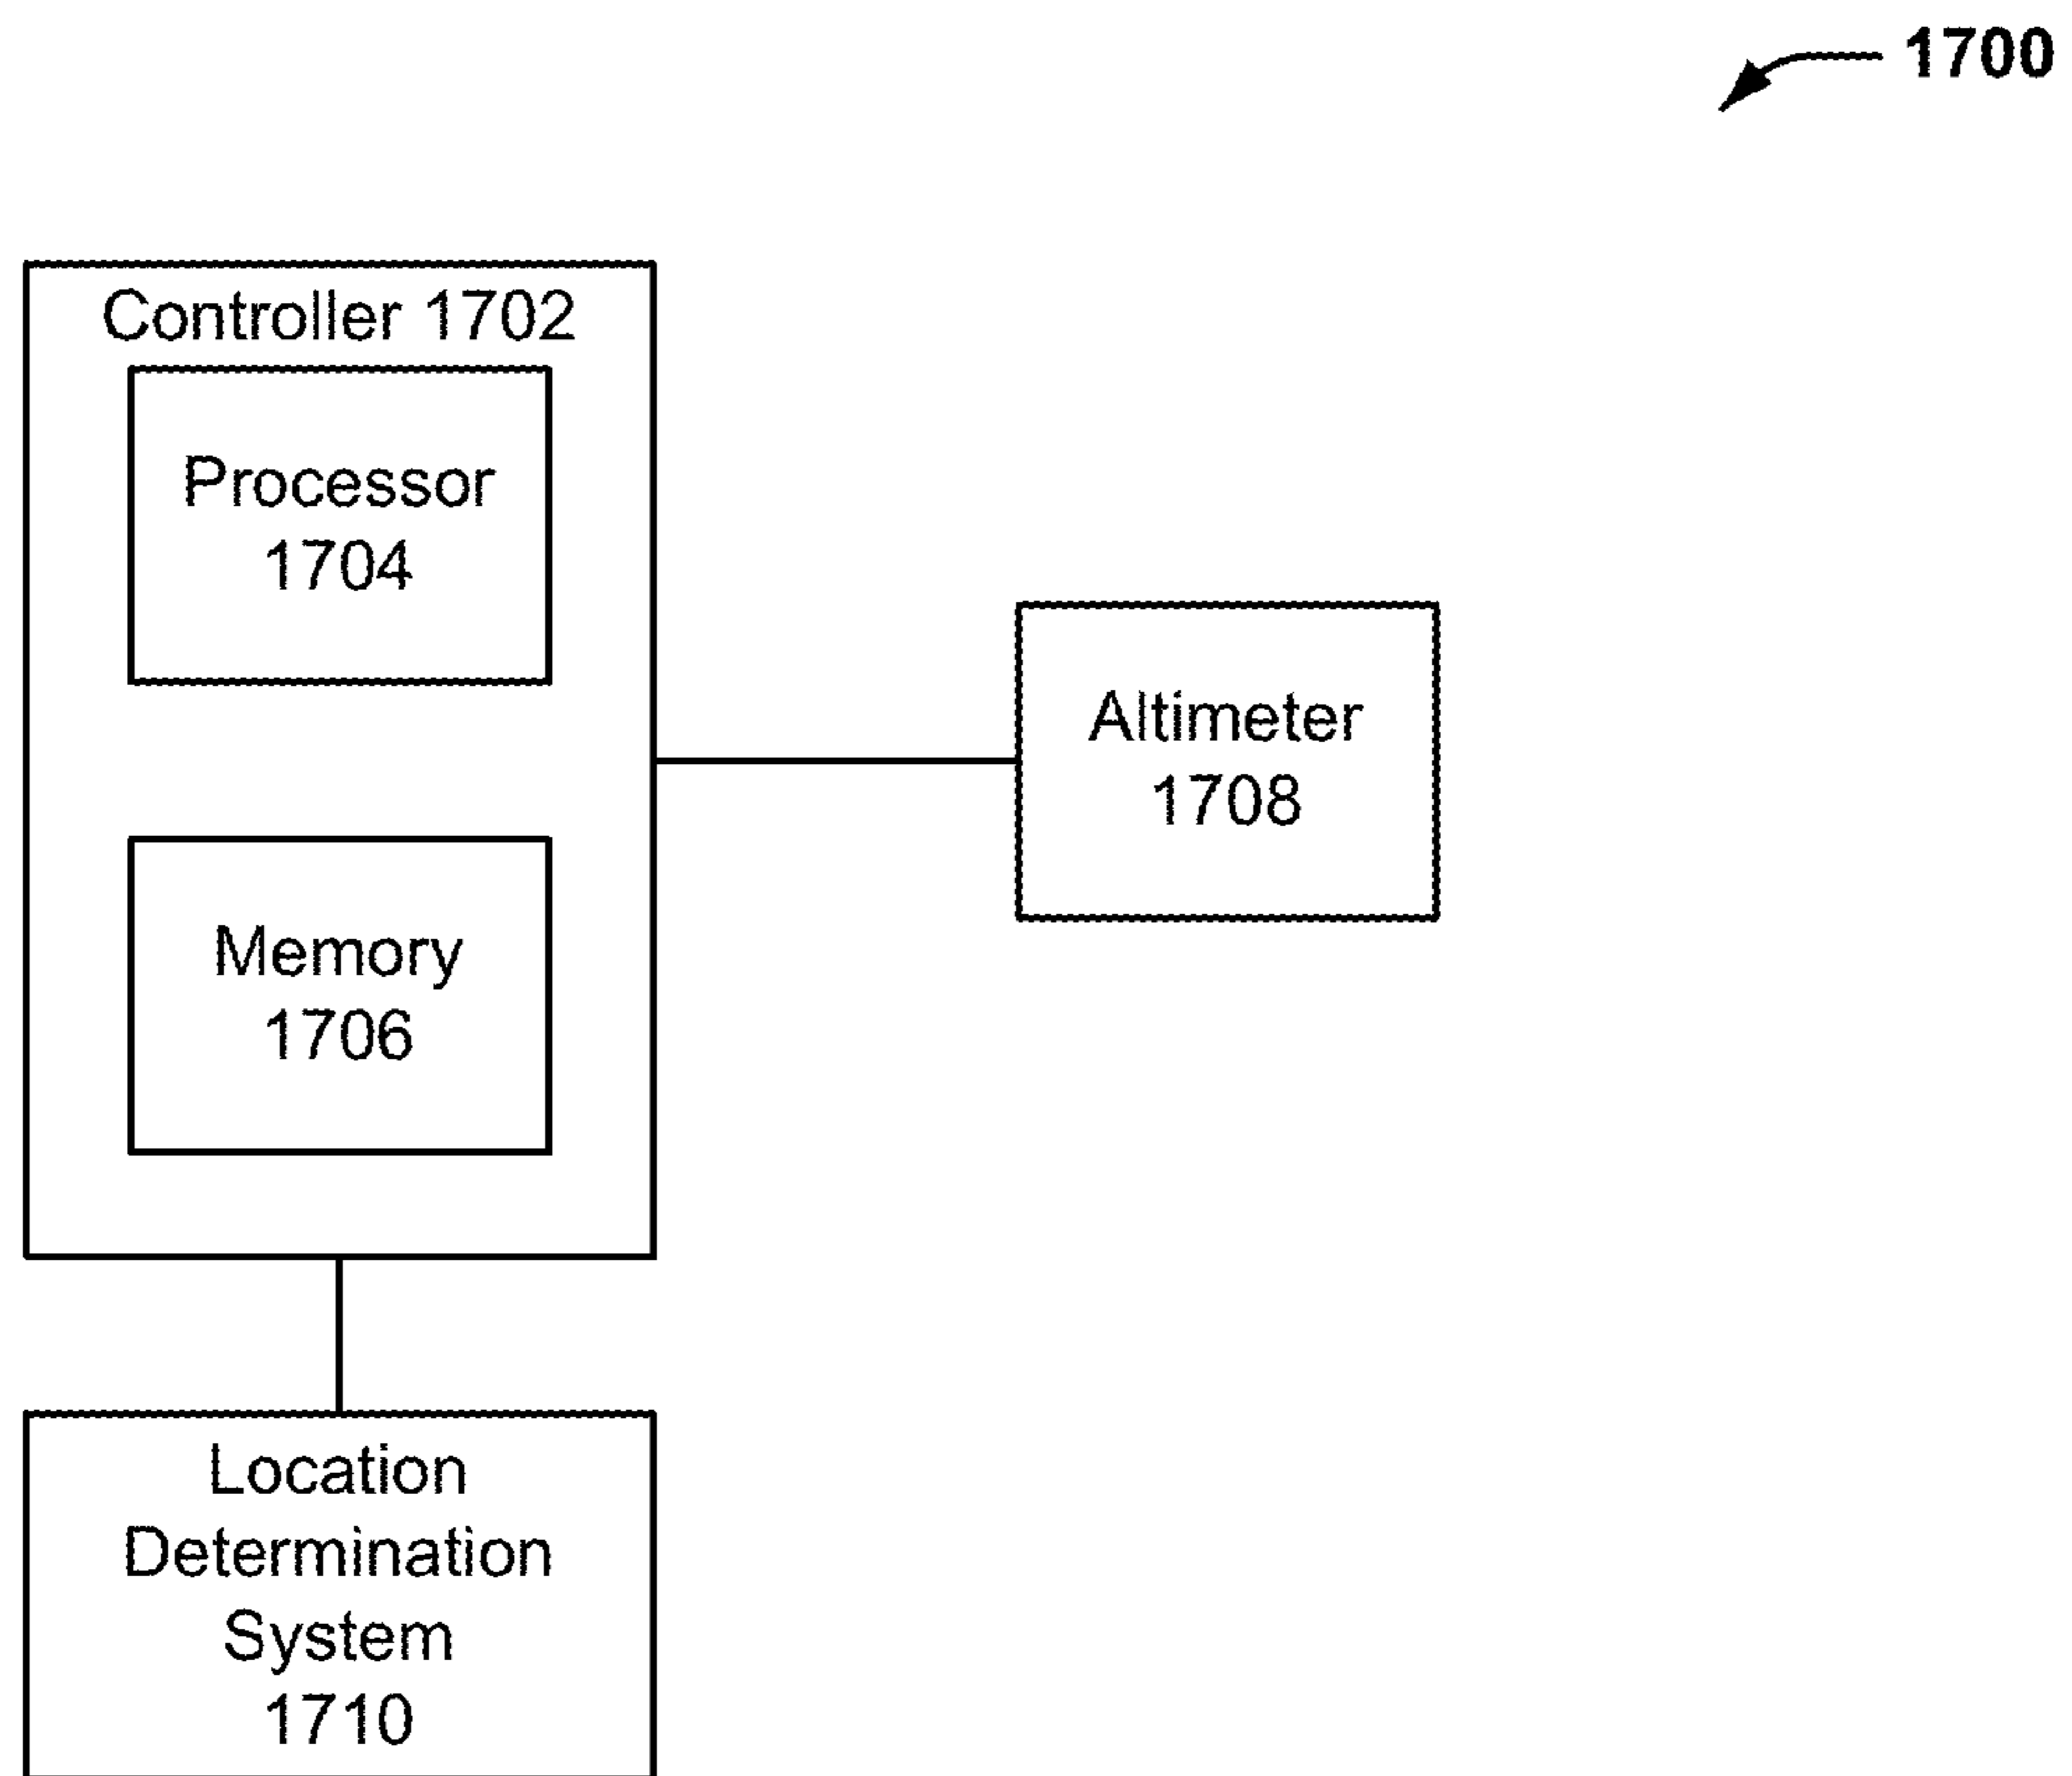 1700
Controller 1702
Processor
1704
Memory
1706
Altimeter
1708
Location
Determination
System
1710